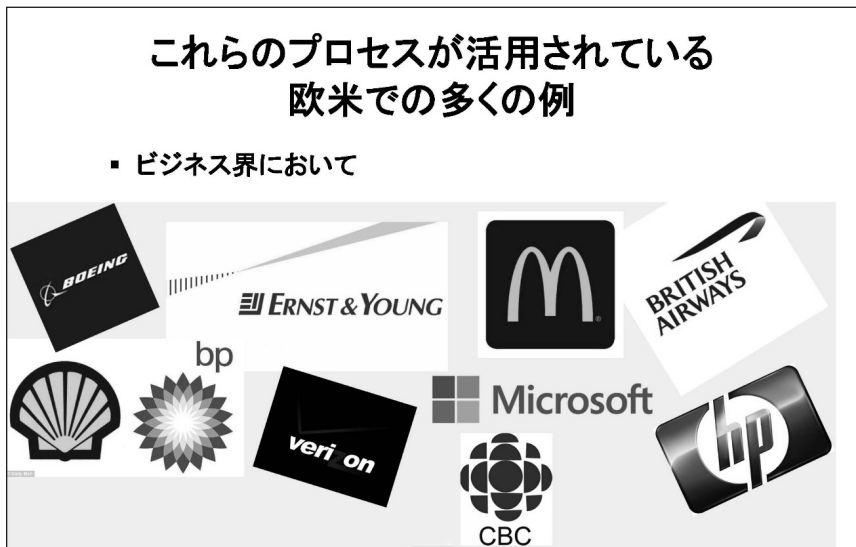 これらのプロセスが活用されている
欧米での多くの例
▪ ビジネス界において
BOEING
ERNST & YOUNG
BRITISH
AIRWAYS
bp
verizon
Microsoft
hp
CBC